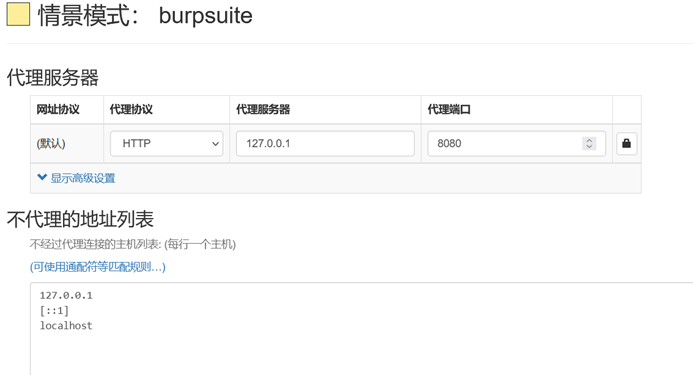 情景模式： burpsuite
代理服务器
网址协议 代理协议 代理服务器 代理端口
(默认) HTTP 127.0.0.1 8080
显示高级设置
不代理的地址列表
不经过代理连接的主机列表: (每行一个主机)
(可使用通配符等匹配规则…)
127.0.0.1
[::1]
localhost